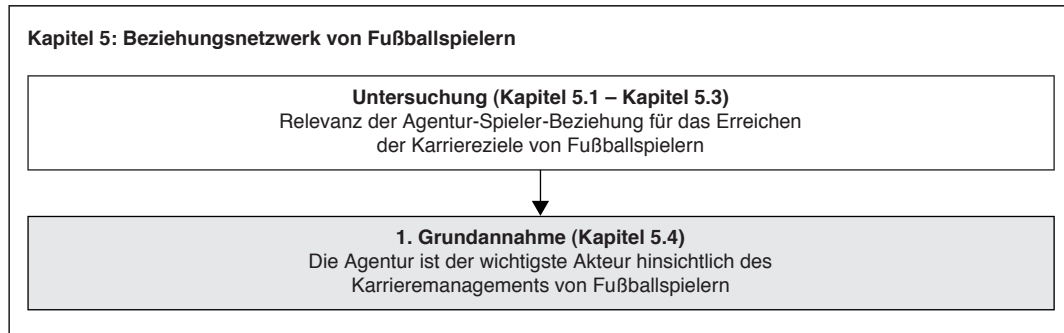 Kapitel 5: Beziehungsnetzwerk von Fußballspielern
Untersuchung (Kapitel 5.1 – Kapitel 5.3)
Relevanz der Agentur-Spieler-Beziehung für das Erreichen
der Karriereziele von Fußballspielern
1. Grundannahme (Kapitel 5.4)
Die Agentur ist der wichtigste Akteur hinsichtlich des
Karrieremanagements von Fußballspielern